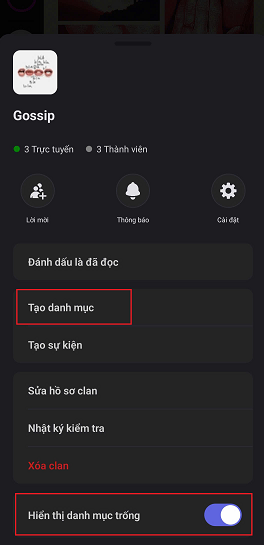 Gossip
3 Trực tuyến 3 Thành viên
Lời mời Thông báo Cài đặt
Đánh dấu là đã đọc
Tạo danh mục
Tạo sự kiện
Sửa hồ sơ clan
Nhật ký kiểm tra
Xóa clan
Hiển thị danh mục trống